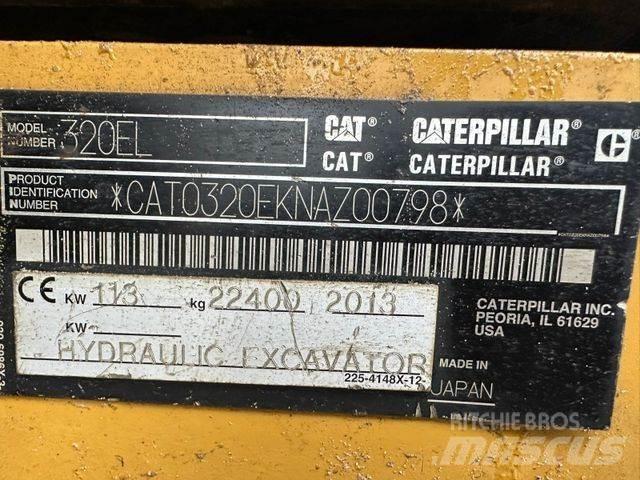 MODEL NUMBER 320EL
CAT® CATERPILLAR® C
CAT® CATERPILLAR®
PRODUCT IDENTIFICATION NUMBER *CAT0320EKNAZ00798*
*CAT0320EKNAZ00798*
CE KW 113 kg 22400 2013
KW
HYDRAULIC EXCAVATOR
225-4148X-12
CATERPILLAR INC.
PEORIA, IL 61629
USA
MADE IN
JAPAN
RITCHIE BROS
mascus